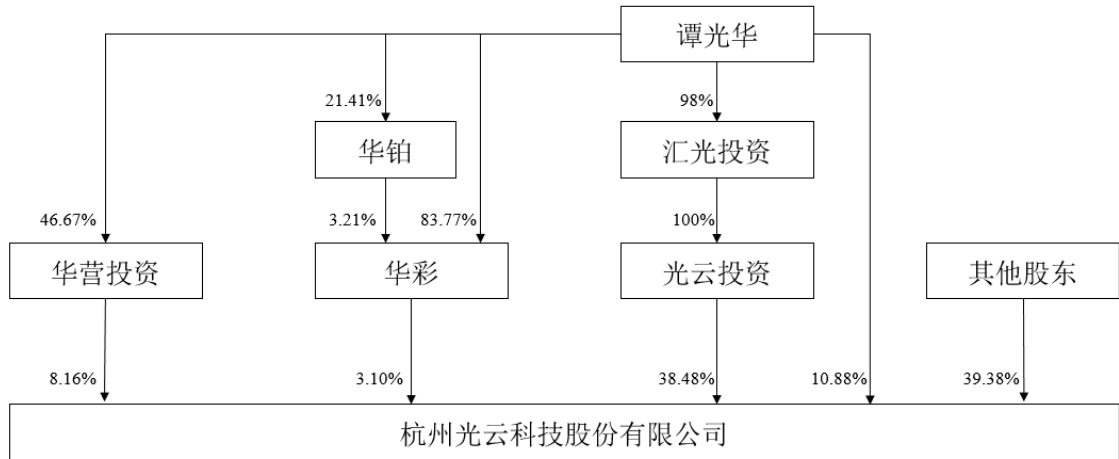 谭光华
21.41%
98%
华铂
汇光投资
46.67%
3.21%
83.77%
100%
华营投资
华彩
光云投资
其他股东
8.16%
3.10%
38.48%
10.88%
39.38%
杭州光云科技股份有限公司